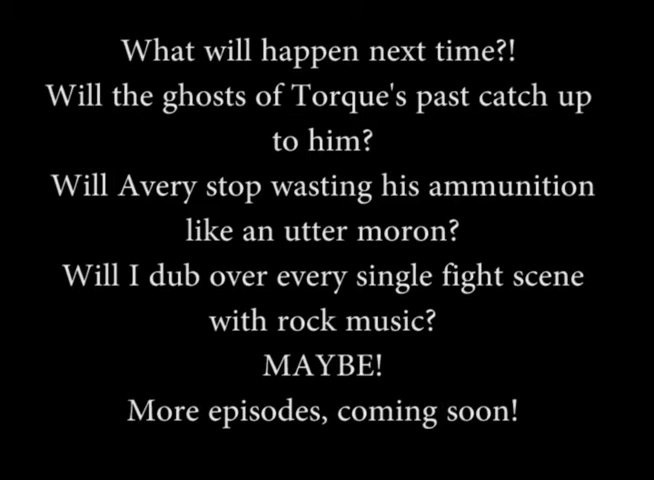 What will happen next time?!
Will the ghosts of Torque's past catch up
to him?
Will Avery stop wasting his ammunition
like an utter moron?
Will I dub over every single fight scene
with rock music?
MAYBE!
More episodes, coming soon!